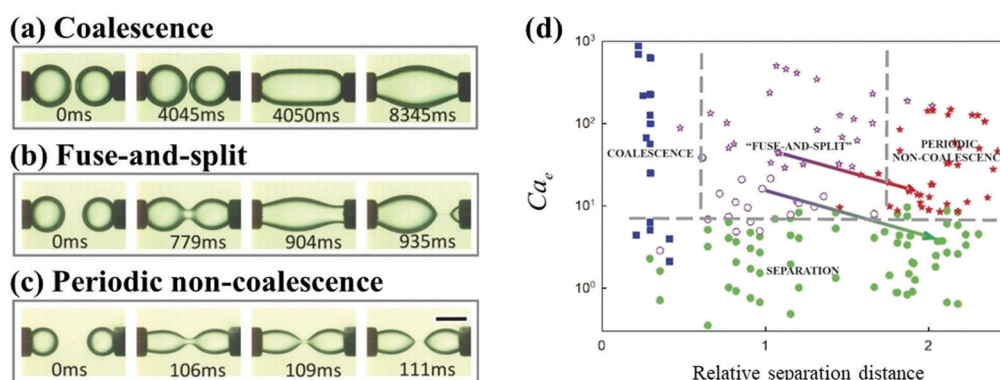 (a) Coalescence
0ms 4045ms 4050ms 8345ms
(b) Fuse-and-split
0ms 779ms 904ms 935ms
(c) Periodic non-coalescence
0ms 106ms 109ms 111ms
(d)
10³
10²
10¹
10⁰
Caₑ
COALESCENCE
“FUSE-AND-SPLIT”
PERIODIC
NON-COALESCENC
SEPARATION
0 1 2
Relative separation distance